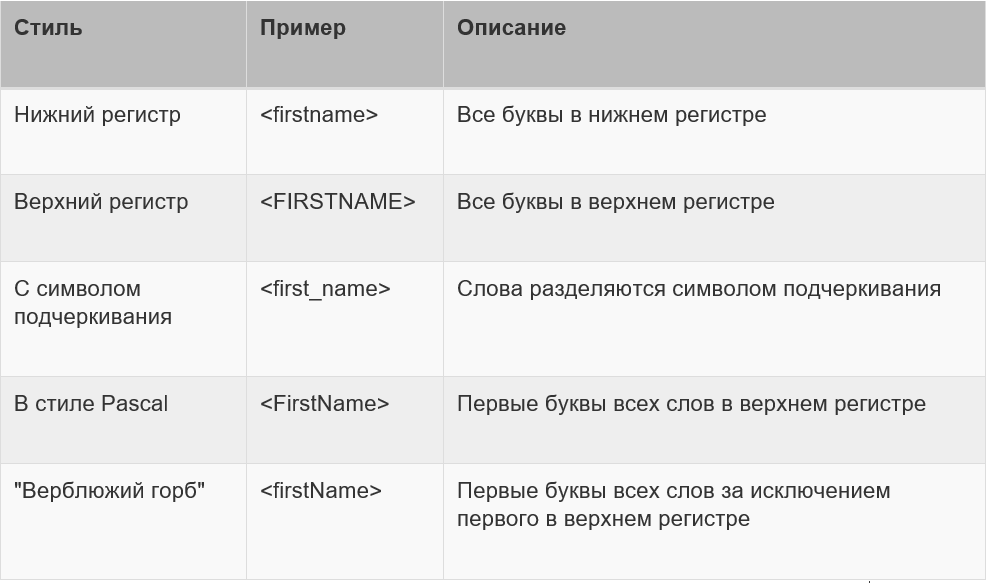 Стиль Пример Описание
Нижний регистр <firstname> Все буквы в нижнем регистре
Верхний регистр <FIRSTNAME> Все буквы в верхнем регистре
С символом <first_name> Слова разделяются символом подчеркивания
подчеркивания
В стиле Pascal <FirstName> Первые буквы всех слов в верхнем регистре
"Верблюжий горб" <firstName> Первые буквы всех слов за исключением
первого в верхнем регистре